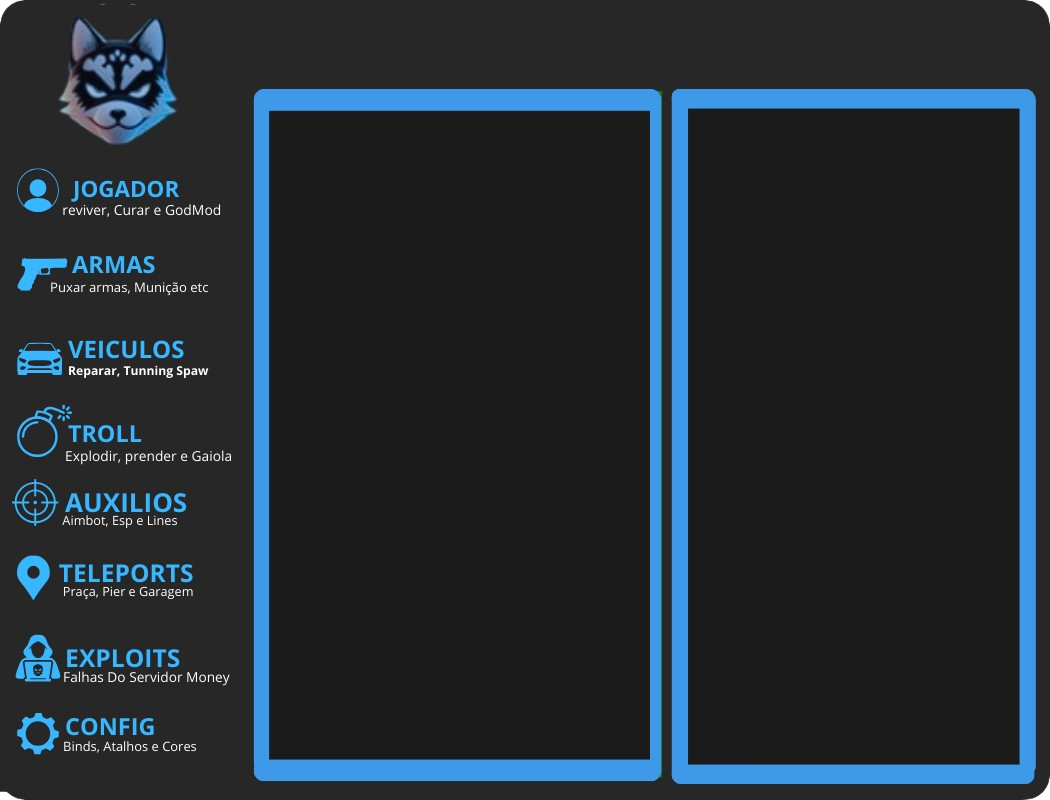 JOGADOR
reviver, Curar e GodMod
ARMAS
Puxar armas, Munição etc
VEICULOS
Reparar, Tunning Spaw
TROLL
Explodir, prender e Gaiola
AUXILIOS
Aimbot, Esp e Lines
TELEPORTS
Praça, Pier e Garagem
EXPLOITS
Falhas Do Servidor Money
CONFIG
Binds, Atalhos e Cores